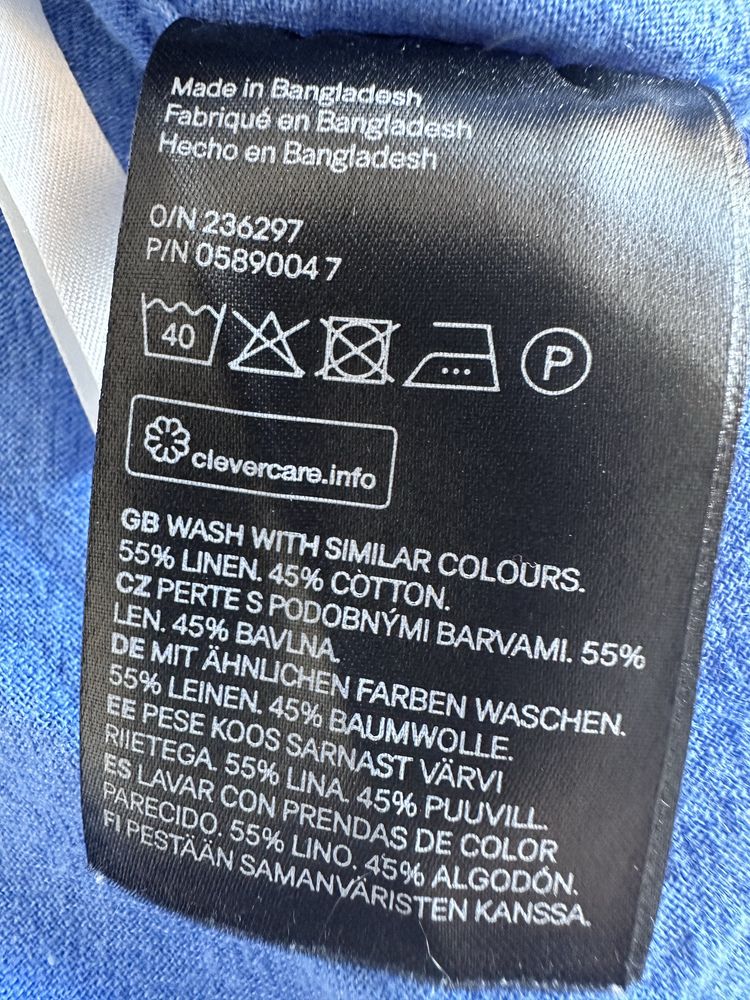 Made in Bangladesh
Fabriqué en Bangladesh
Hecho en Bangladesh
O/N 236297
P/N 0589004 7
40
P
clevercare.info
GB WASH WITH SIMILAR COLOURS.
55% LINEN. 45% COTTON.
CZ PERTE S PODOBNÝMI BARVAMI. 55%
LEN. 45% BAVLNA.
DE MIT ÄHNLICHEN FARBEN WASCHEN.
55% LEINEN. 45% BAUMWOLLE.
EE PESE KOOS SARNAST VÄRVI
RIIETEGA. 55% LINA. 45% PUUVILL.
ES LAVAR CON PRENDAS DE COLOR
PARECIDO. 55% LINO. 45% ALGODÓN.
FI PESTÄÄN SAMANVÄRISTEN KANSSA.